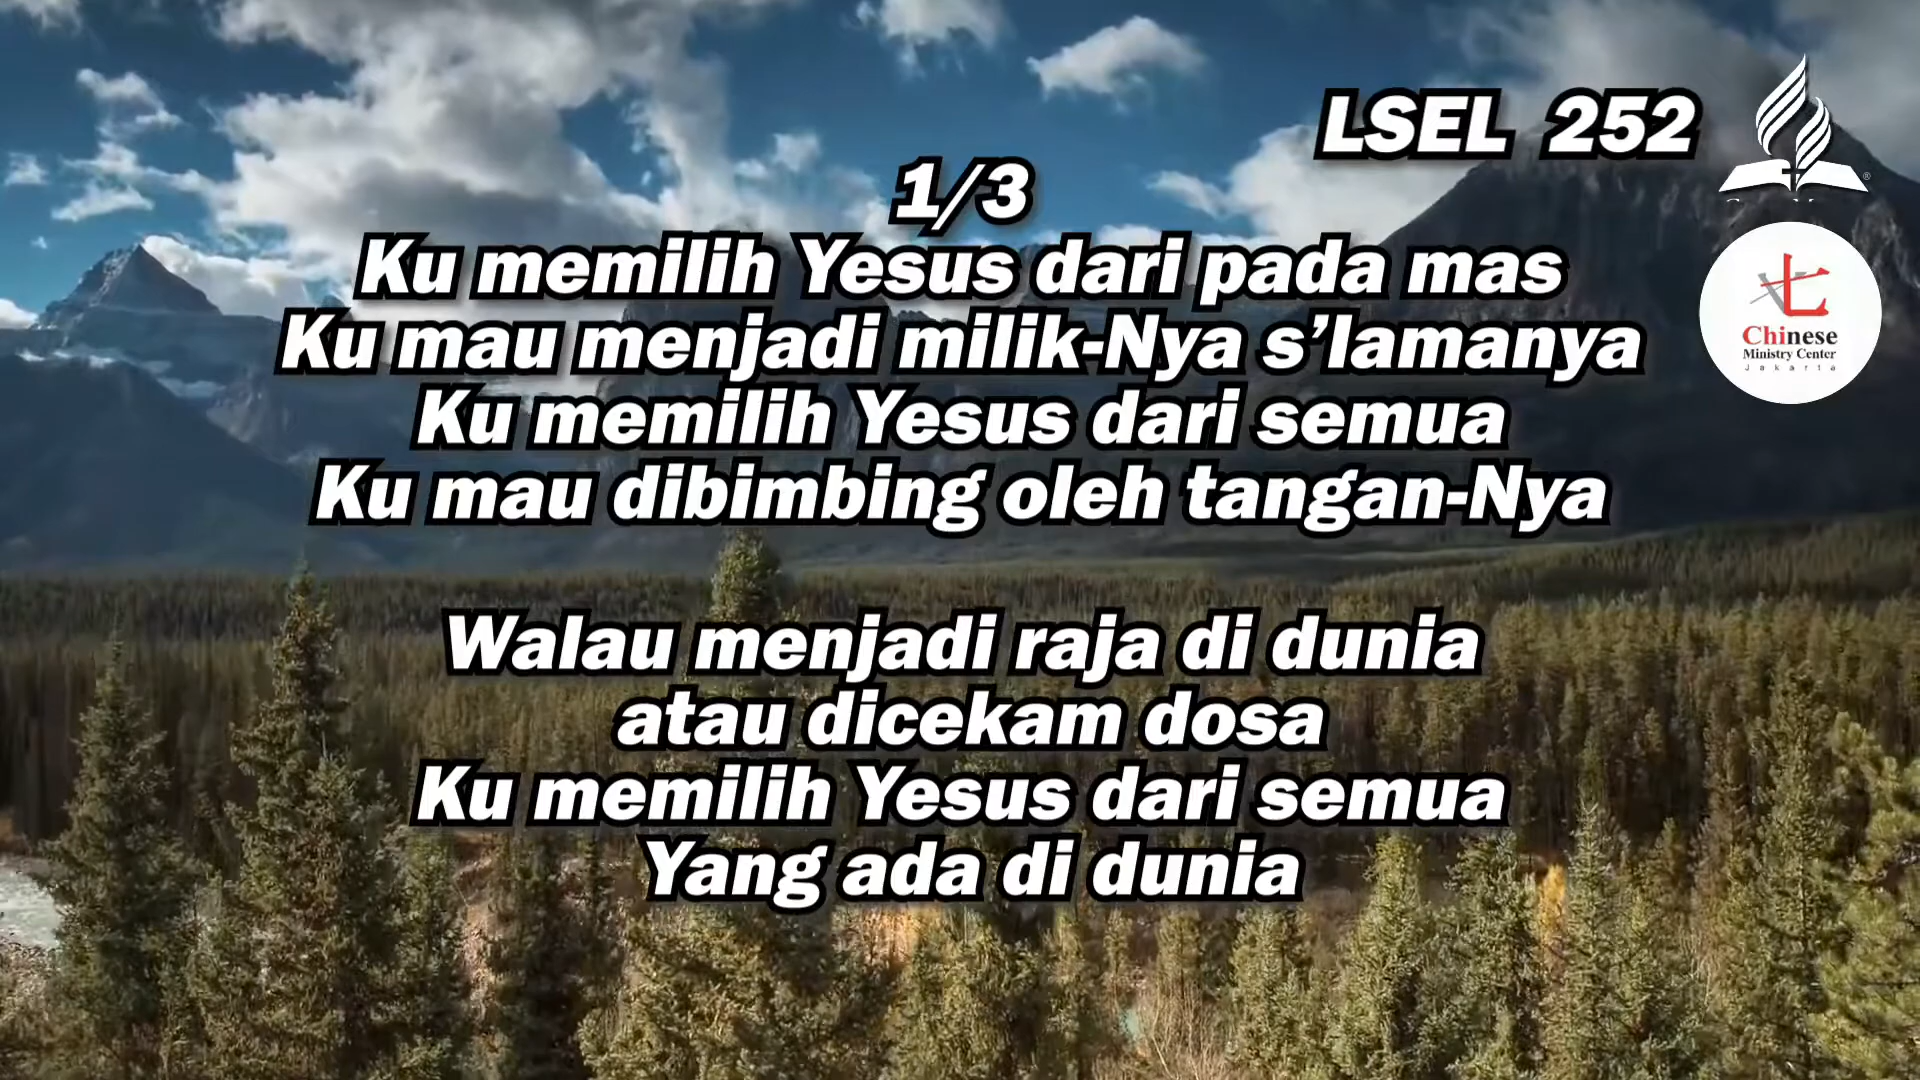 LSEL 252
1/3
Ku memilih Yesus dari pada mas
Ku mau menjadi milik-Nya s’lamanya
Ku memilih Yesus dari semua
Ku mau dibimbing oleh tangan-Nya
Walau menjadi raja di dunia
atau dicekam dosa
Ku memilih Yesus dari semua
Yang ada di dunia
®
七
Chinese
Ministry Center
Jakarta